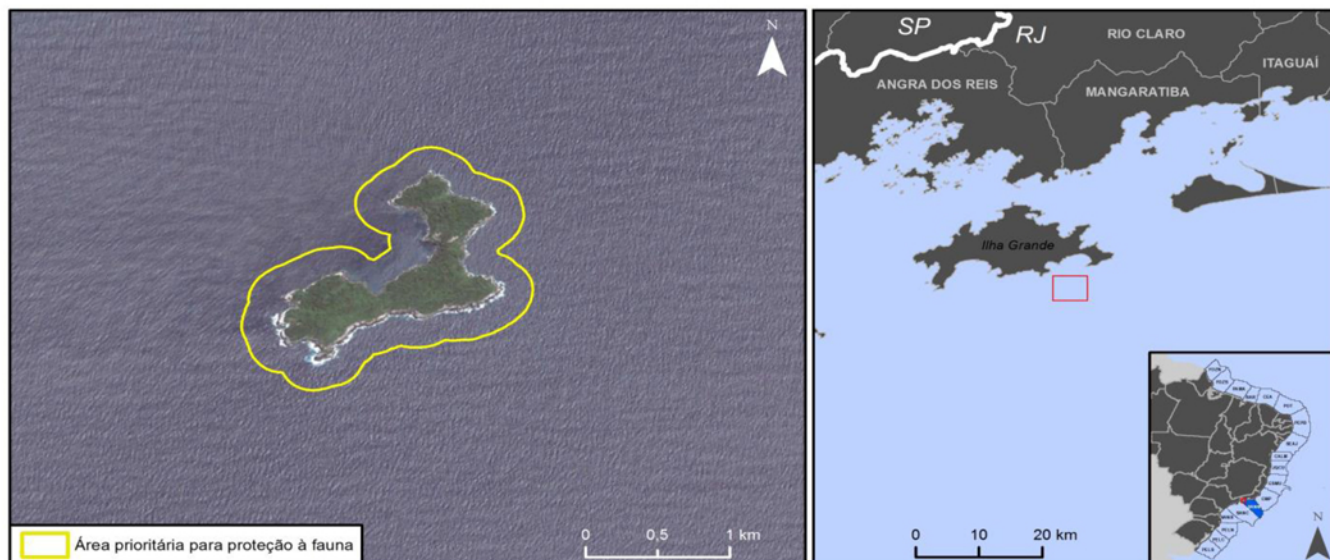 N
Área prioritária para proteção à fauna
0 0,5 1 km
SP
RJ
RIO CLARO
ITAGUAÍ
ANGRA DOS REIS
MANGARATIBA
Ilha Grande
0 10 20 km
N